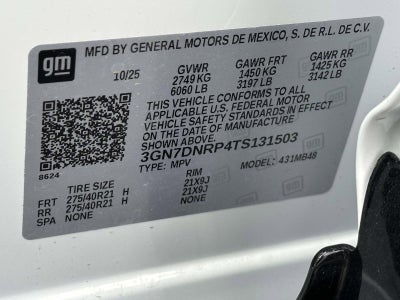 gm
MFD BY GENERAL MOTORS DE MEXICO, S. DE R.L. DE C.V.
10/25 GVWR GAWR FRT GAWR RR
2749 KG 1450 KG 1425 KG
6060 LB 3197 LB 3142 LB
THIS VEHICLE CONFORMS TO ALL
APPLICABLE U.S. FEDERAL MOTOR
VEHICLE SAFETY STANDARDS IN
EFFECT ON THE DATE OF
MANUFACTURE SHOWN ABOVE.
3GN7DNRP4TS131503
TYPE: MPV MODEL: 431MB48
8624
TIRE SIZE RIM
FRT 275/40R21 H 21X9J
RR 275/40R21 H 21X9J
SPA NONE NONE
gm